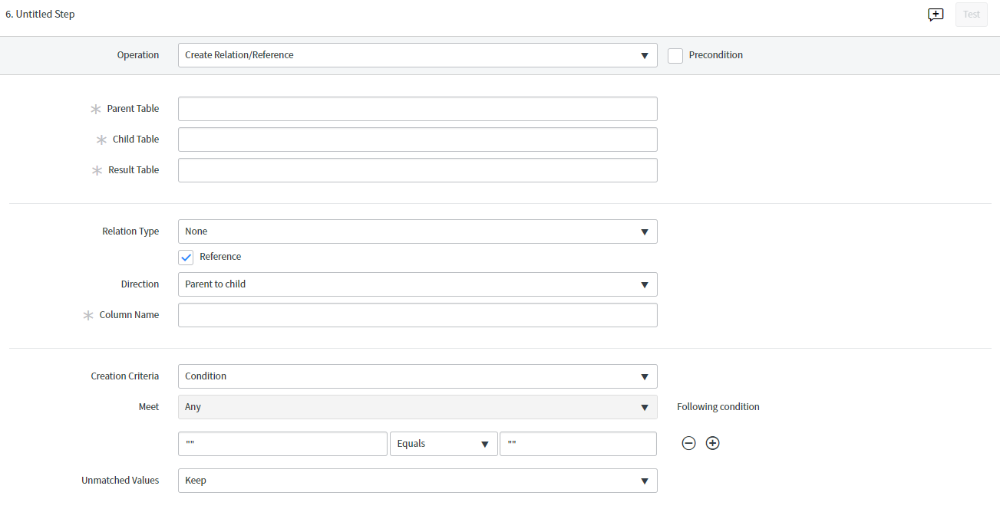 6. Untitled Step
Test
Operation
Create Relation/Reference
Precondition
Parent Table
Child Table
Result Table
Relation Type
None
Reference
Direction
Parent to child
Column Name
Creation Criteria
Condition
Meet
Any
Following condition
""
Equals
""
Unmatched Values
Keep